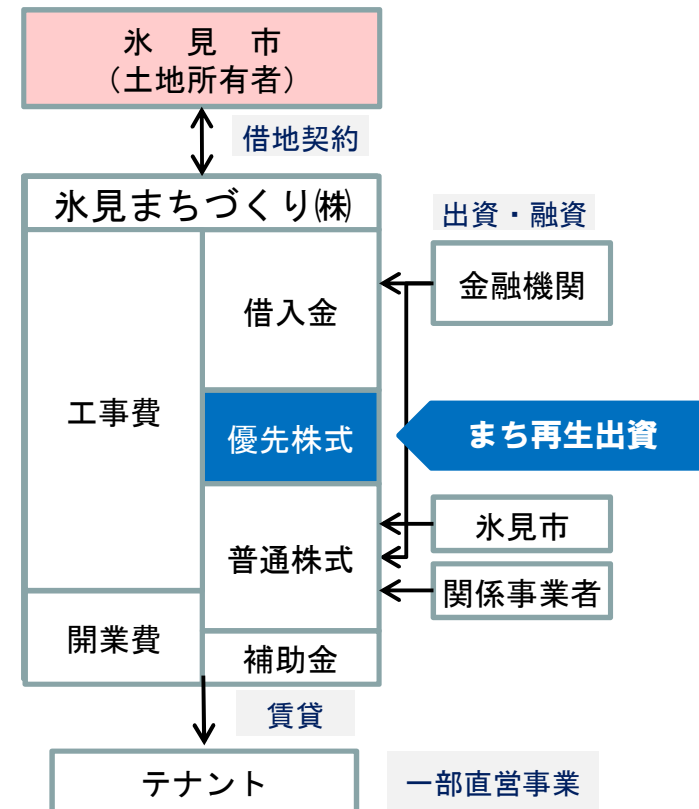 氷　見　市
（土地所有者）
借地契約
氷見まちづくり㈱
出資・融資
工事費
借入金
金融機関
優先株式
まち再生出資
普通株式
氷見市
関係事業者
開業費
補助金
賃貸
テナント
一部直営事業